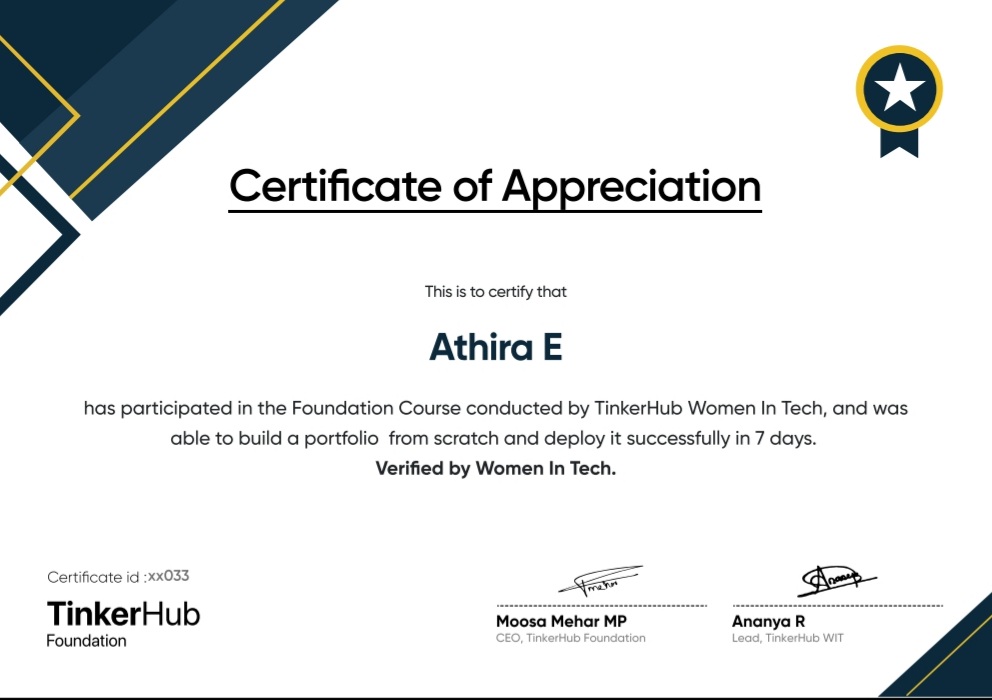 Certificate of Appreciation
This is to certify that
Athira E
has participated in the Foundation Course conducted by TinkerHub Women In Tech, and was
able to build a portfolio from scratch and deploy it successfully in 7 days.
Verified by Women In Tech.
Certificate id :xx033
TinkerHub
Foundation
Moosa Mehar MP
CEO, TinkerHub Foundation
Ananya R
Lead, TinkerHub WIT